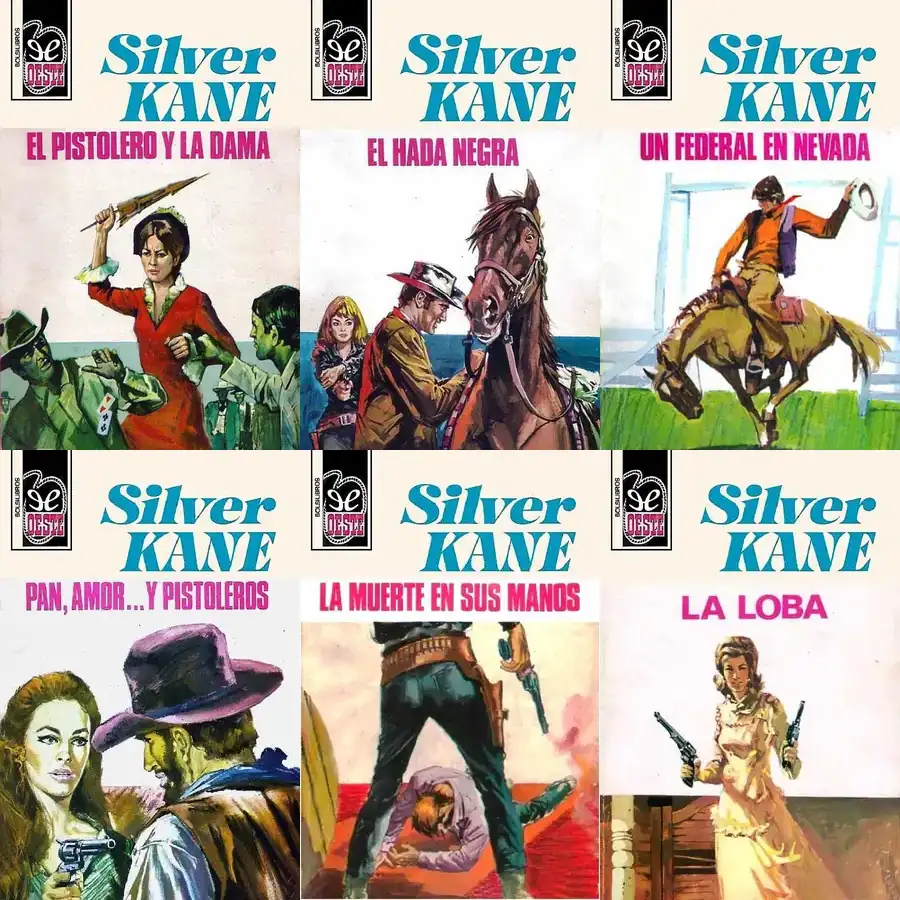 BOLSILIBROS
OESTE
Silver
KANE
EL PISTOLERO Y LA DAMA
BOLSILIBROS
OESTE
Silver
KANE
EL HADA NEGRA
BOLSILIBROS
OESTE
Silver
KANE
UN FEDERAL EN NEVADA
BOLSILIBROS
OESTE
Silver
KANE
PAN, AMOR... Y PISTOLEROS
BOLSILIBROS
OESTE
Silver
KANE
LA MUERTE EN SUS MANOS
BOLSILIBROS
OESTE
Silver
KANE
LA LOBA